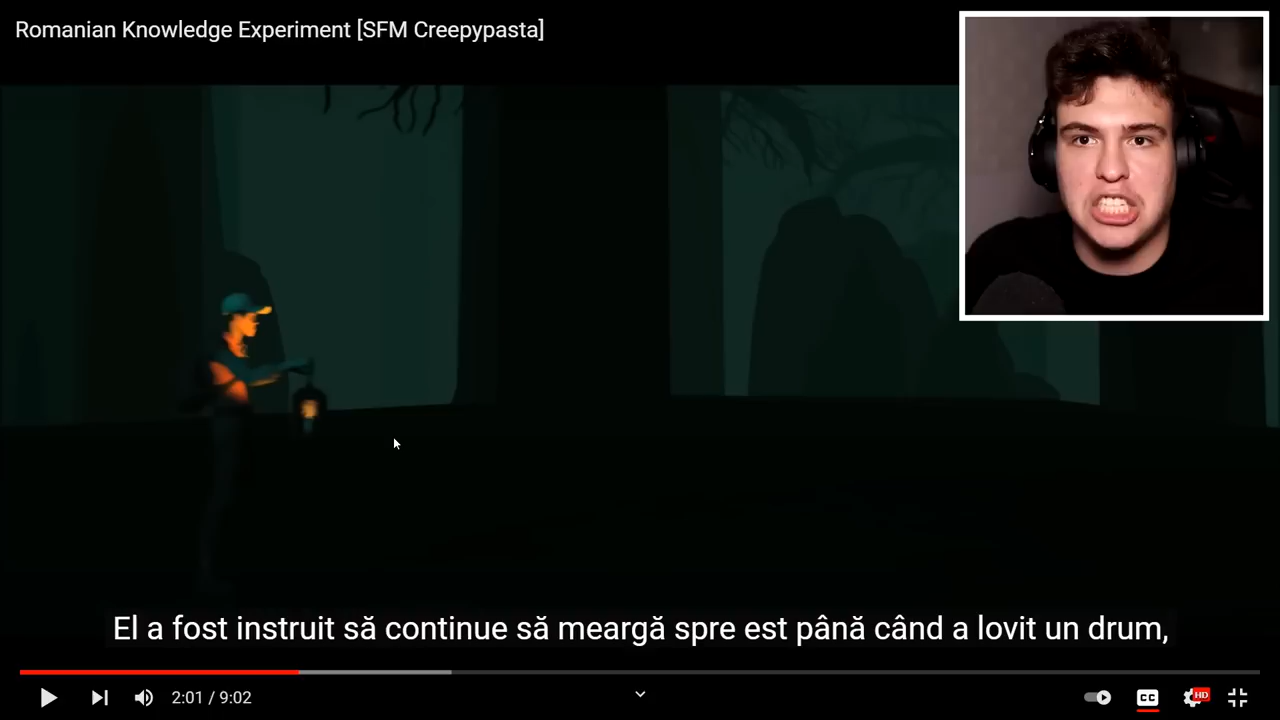 Romanian Knowledge Experiment [SFM Creepypasta]
El a fost instruit să continue să meargă spre est până când a lovit un drum,
2:01 / 9:02
CC
HD